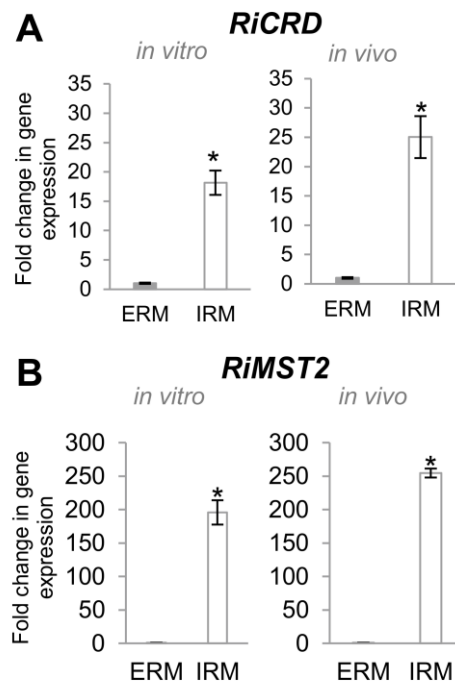 A
RiCRD
in vitro
in vivo
Fold change in gene
expression
35
30
25
20
15
10
5
0
*
ERM IRM
35
30
25
20
15
10
5
0
*
ERM IRM
B
RiMST2
in vitro
in vivo
Fold change in gene
expression
300
250
200
150
100
50
0
*
ERM IRM
300
250
200
150
100
50
0
*
ERM IRM